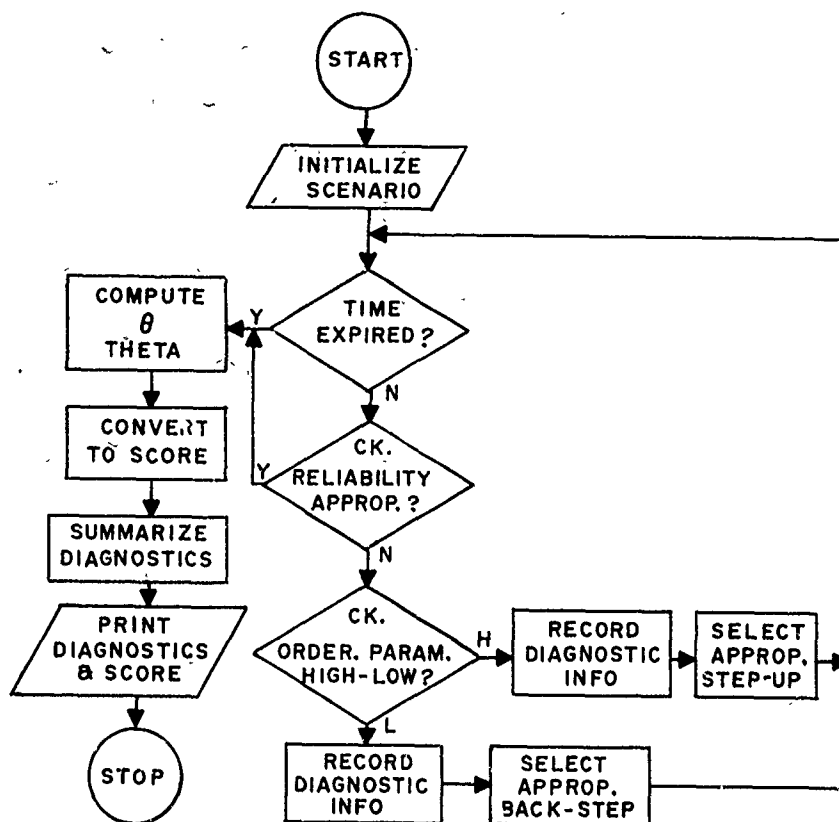 START
INITIALIZE
SCENARIO
TIME
EXPIRED?
Y
N
COMPUTE
θ
THETA
CONVERT
TO SCORE
SUMMARIZE
DIAGNOSTICS
PRINT
DIAGNOSTICS
& SCORE
STOP
CK.
RELIABILITY
APPROP.?
Y
N
CK.
ORDER. PARAM.
HIGH-LOW?
H
L
RECORD
DIAGNOSTIC
INFO
SELECT
APPROP.
STEP-UP
RECORD
DIAGNOSTIC
INFO
SELECT
APPROP.
BACK-STEP